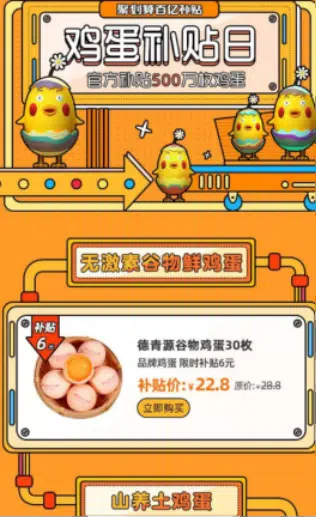 聚划算百亿补贴
鸡蛋补贴日
官方补贴500万枚鸡蛋
无激素谷物鲜鸡蛋
补贴
6元
德青源谷物鸡蛋30枚
品牌鸡蛋 限时补贴6元
补贴价:¥22.8 原价:¥28.8
立即购买
山养土鸡蛋